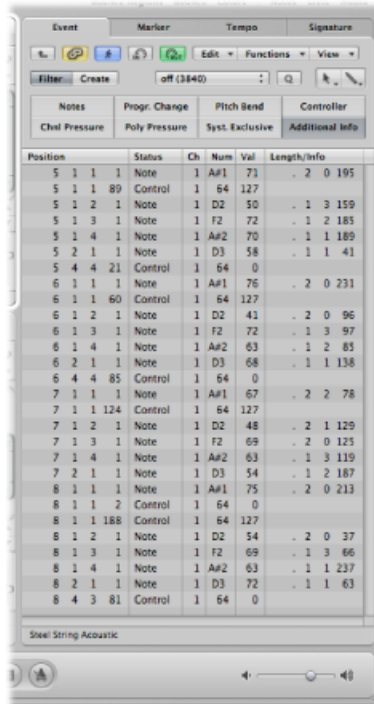 Event Marker Tempo Signature
Edit Functions View
Filter Create off (3840) Q
Notes Progr. Change Pitch Bend Controller
Chnl Pressure Poly Pressure Syst. Exclusive Additional Info
Position Status Ch Num Val Length/Info
5 1 1 1 Note 1 A#1 71 . 2 0 195
5 1 1 89 Control 1 64 127
5 1 2 1 Note 1 D2 50 . 1 3 159
5 1 3 1 Note 1 F2 72 . 1 2 185
5 1 4 1 Note 1 A#2 70 . 1 1 189
5 2 1 1 Note 1 D3 58 . 1 1 41
5 4 4 21 Control 1 64 0
6 1 1 1 Note 1 A#1 76 . 2 0 231
6 1 1 60 Control 1 64 127
6 1 2 1 Note 1 D2 41 . 2 0 96
6 1 3 1 Note 1 F2 72 . 1 3 97
6 1 4 1 Note 1 A#2 63 . 1 2 85
6 2 1 1 Note 1 D3 68 . 1 1 138
6 4 4 85 Control 1 64 0
7 1 1 1 Note 1 A#1 67 . 2 2 78
7 1 1 124 Control 1 64 127
7 1 2 1 Note 1 D2 48 . 2 1 129
7 1 3 1 Note 1 F2 69 . 2 0 125
7 1 4 1 Note 1 A#2 63 . 1 3 119
7 2 1 1 Note 1 D3 54 . 1 2 187
8 1 1 1 Note 1 A#1 75 . 2 0 213
8 1 1 2 Control 1 64 0
8 1 1 188 Control 1 64 127
8 1 2 1 Note 1 D2 54 . 2 0 37
8 1 3 1 Note 1 F2 69 . 1 3 66
8 1 4 1 Note 1 A#2 63 . 1 1 237
8 2 1 1 Note 1 D3 72 . 1 1 63
8 4 3 81 Control 1 64 0
Steel String Acoustic